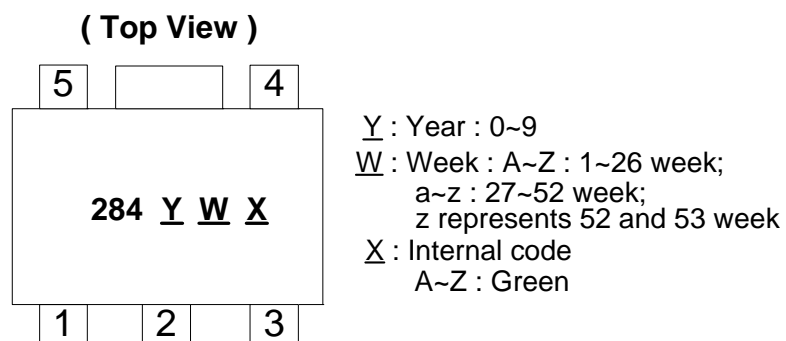 ( Top View )
5 4
284 Y W X
1 2 3
Y : Year : 0~9
W : Week : A~Z : 1~26 week;
a~z : 27~52 week;
z represents 52 and 53 week
X : Internal code
A~Z : Green